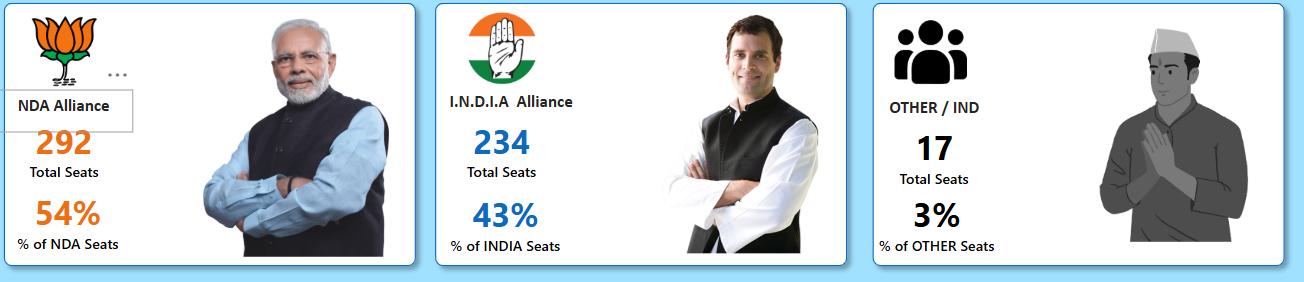 NDA Alliance
292
Total Seats
54%
% of NDA Seats
I.N.D.I.A Alliance
234
Total Seats
43%
% of INDIA Seats
OTHER / IND
17
Total Seats
3%
% of OTHER Seats